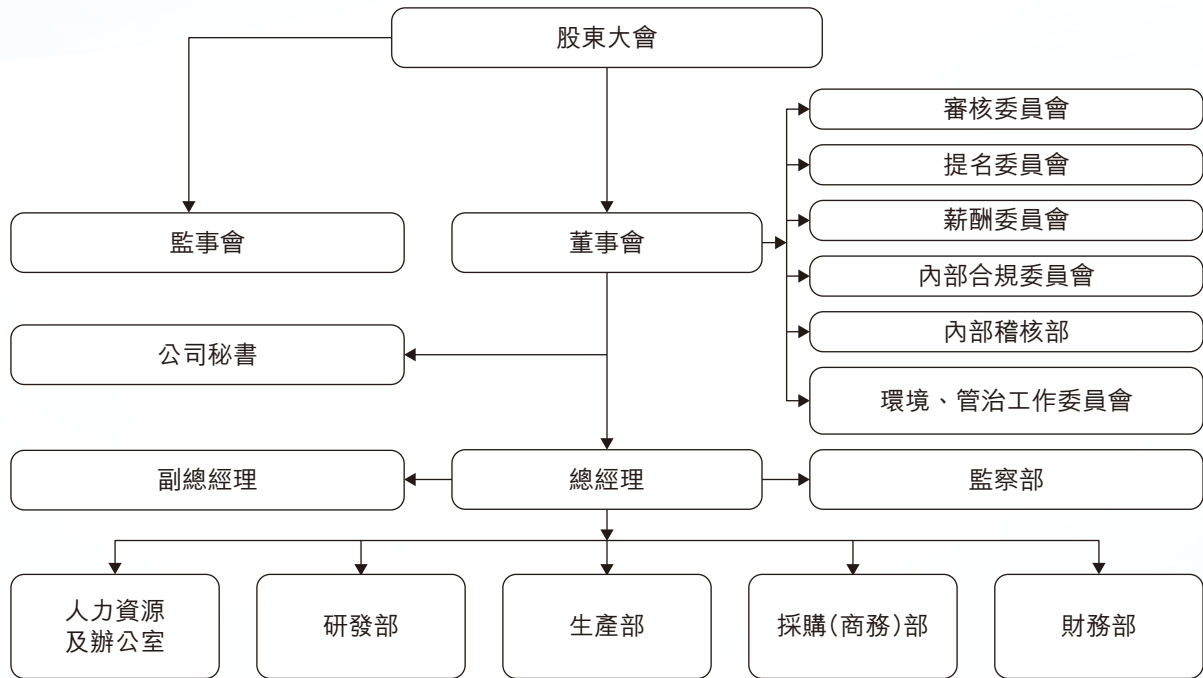 股東大會
審核委員會
提名委員會
薪酬委員會
監事會
董事會
內部合規委員會
內部稽核部
公司秘書
環境、管治工作委員會
副總經理
總經理
監察部
人力資源
及辦公室
研發部
生產部
採購(商務)部
財務部